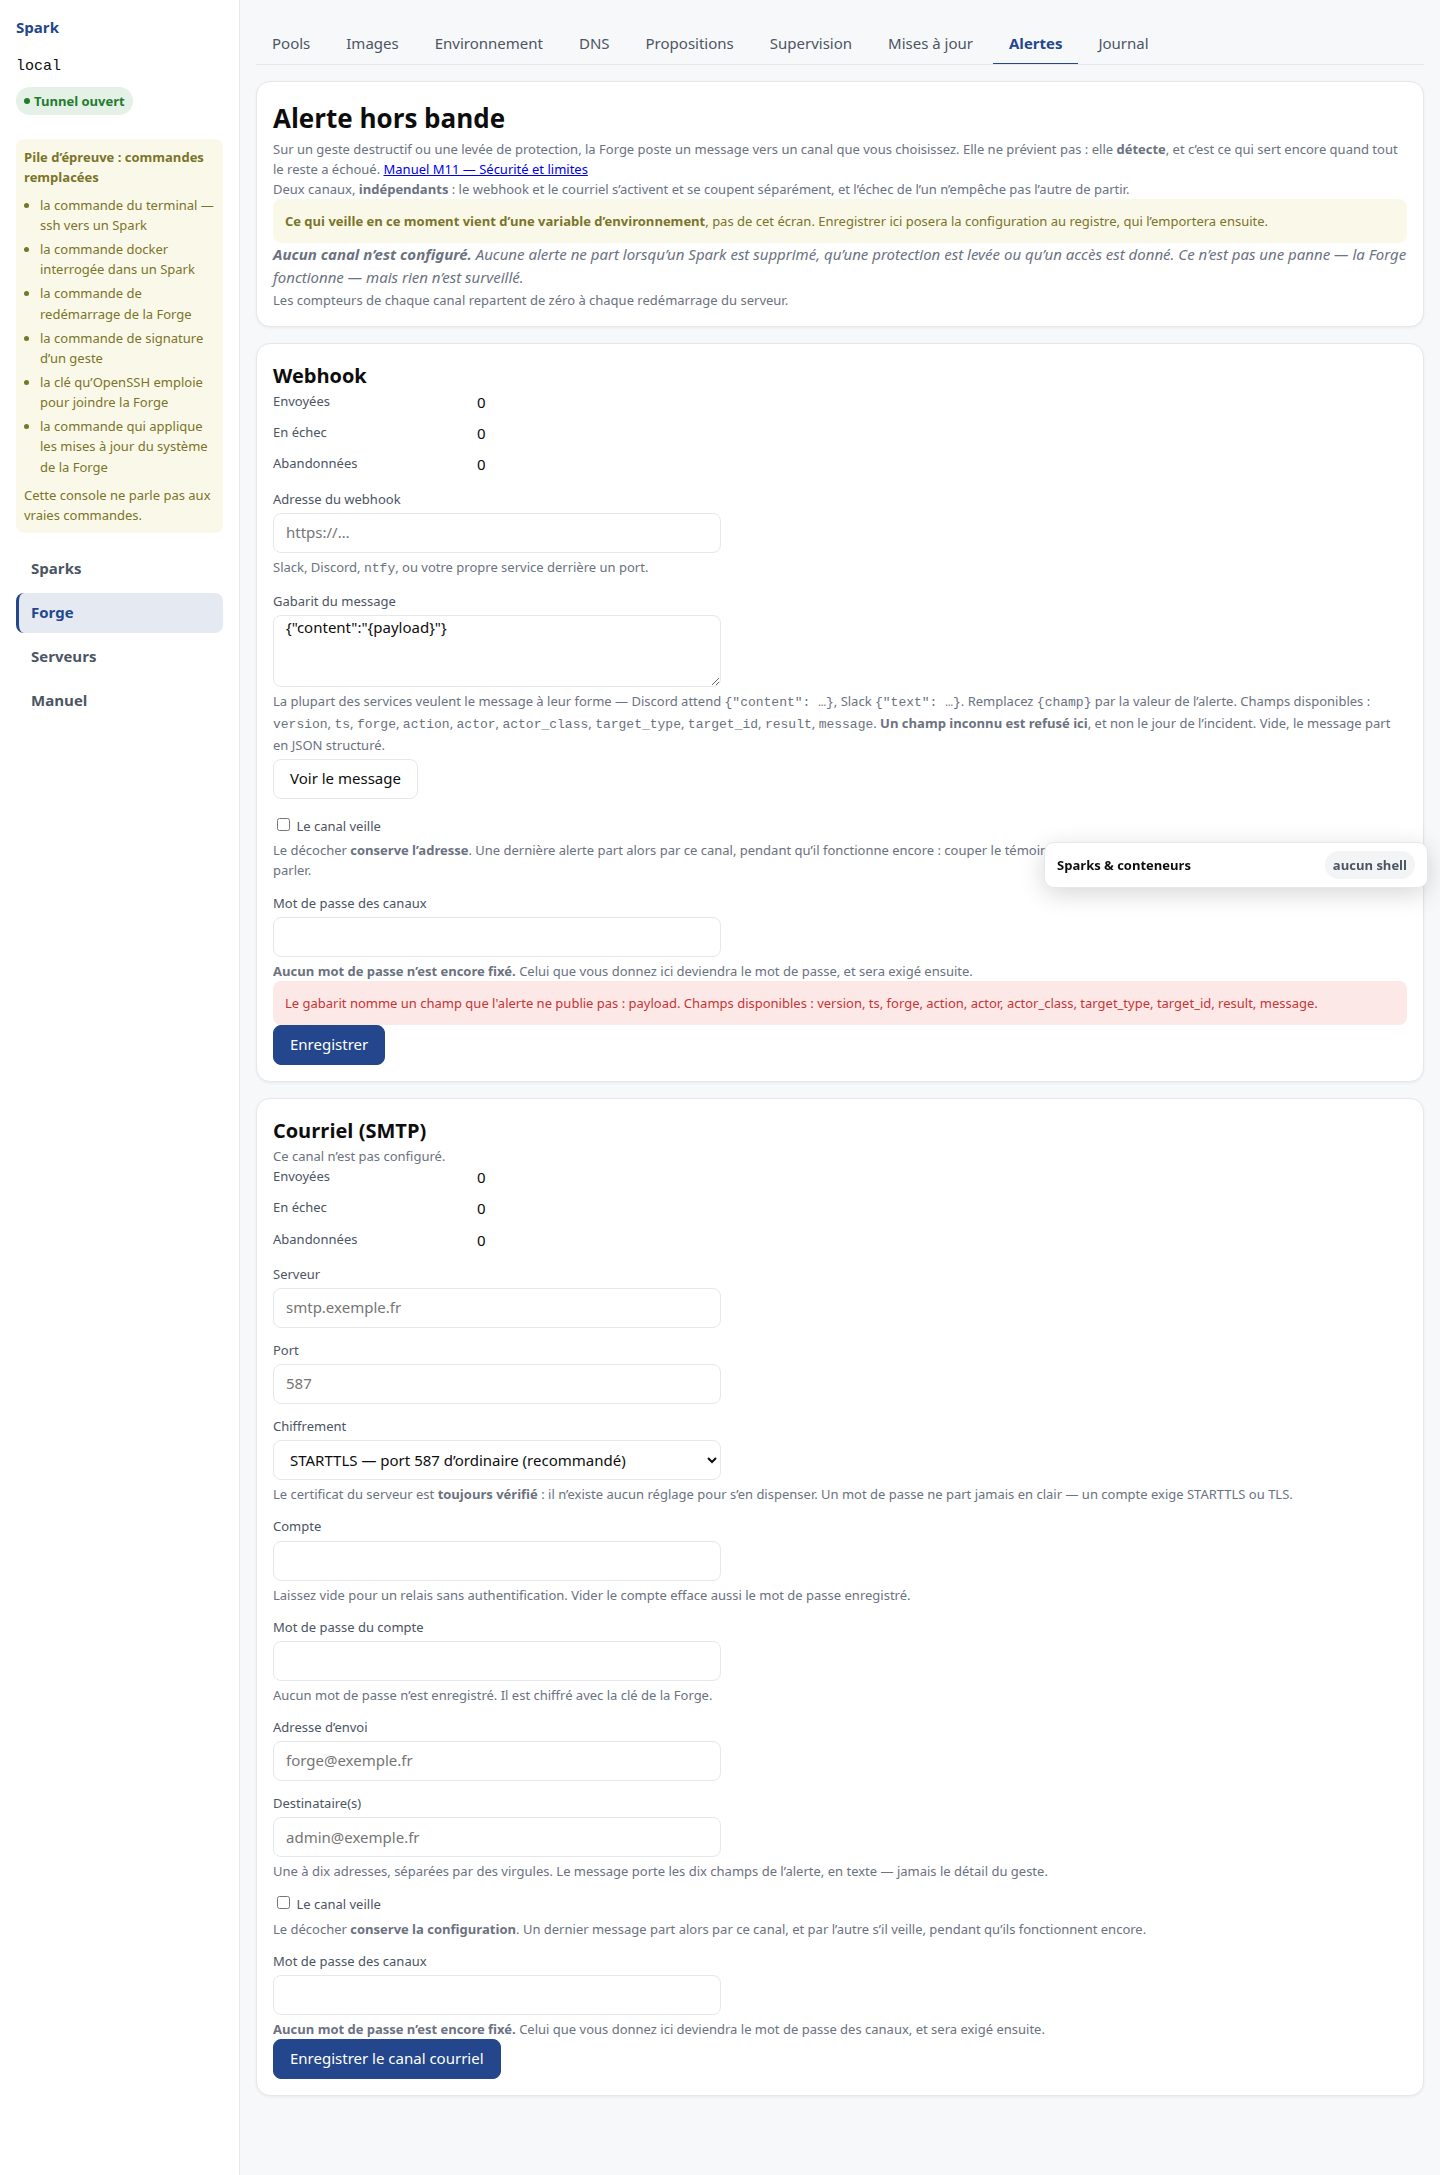 Spark
local
Tunnel ouvert
Pile d’épreuve : commandes
remplacées
la commande du terminal —
ssh vers un Spark
la commande docker
interrogée dans un Spark
la commande de
redémarrage de la Forge
la commande de signature
d’un geste
la clé qu’OpenSSH emploie
pour joindre la Forge
la commande qui applique
les mises à jour du système
de la Forge
Cette console ne parle pas aux
vraies commandes.
Sparks
Forge
Serveurs
Manuel
Pools Images Environnement DNS Propositions Supervision Mises à jour Alertes Journal
Alerte hors bande
Sur un geste destructif ou une levée de protection, la Forge poste un message vers un canal que vous choisissez. Elle ne prévient pas : elle détecte, et c’est ce qui sert encore quand tout
le reste a échoué. Manuel M11 — Sécurité et limites
Deux canaux, indépendants : le webhook et le courriel s’activent et se coupent séparément, et l’échec de l’un n’empêche pas l’autre de partir.
Ce qui veille en ce moment vient d’une variable d’environnement, pas de cet écran. Enregistrer ici posera la configuration au registre, qui l’emportera ensuite.
Aucun canal n’est configuré. Aucune alerte ne part lorsqu’un Spark est supprimé, qu’une protection est levée ou qu’un accès est donné. Ce n’est pas une panne — la Forge
fonctionne — mais rien n’est surveillé.
Les compteurs de chaque canal repartent de zéro à chaque redémarrage du serveur.
Webhook
Envoyées 0
En échec 0
Abandonnées 0
Adresse du webhook
https://…
Slack, Discord, ntfy, ou votre propre service derrière un port.
Gabarit du message
{"content":"{payload}"}
La plupart des services veulent le message à leur forme — Discord attend {"content": …}, Slack {"text": …}. Remplacez {champ} par la valeur de l’alerte. Champs disponibles :
version, ts, forge, action, actor, actor_class, target_type, target_id, result, message. Un champ inconnu est refusé ici, et non le jour de l’incident. Vide, le message part
en JSON structuré.
Voir le message
Le canal veille
Le décocher conserve l’adresse. Une dernière alerte part alors par ce canal, pendant qu’il fonctionne encore : couper le témoin
parler.
Sparks & conteneurs aucun shell
Mot de passe des canaux
Aucun mot de passe n’est encore fixé. Celui que vous donnez ici deviendra le mot de passe, et sera exigé ensuite.
Le gabarit nomme un champ que l'alerte ne publie pas : payload. Champs disponibles : version, ts, forge, action, actor, actor_class, target_type, target_id, result, message.
Enregistrer
Courriel (SMTP)
Ce canal n’est pas configuré.
Envoyées 0
En échec 0
Abandonnées 0
Serveur
smtp.exemple.fr
Port
587
Chiffrement
STARTTLS — port 587 d’ordinaire (recommandé)
Le certificat du serveur est toujours vérifié : il n’existe aucun réglage pour s’en dispenser. Un mot de passe ne part jamais en clair — un compte exige STARTTLS ou TLS.
Compte
Laissez vide pour un relais sans authentification. Vider le compte efface aussi le mot de passe enregistré.
Mot de passe du compte
Aucun mot de passe n’est enregistré. Il est chiffré avec la clé de la Forge.
Adresse d’envoi
forge@exemple.fr
Destinataire(s)
admin@exemple.fr
Une à dix adresses, séparées par des virgules. Le message porte les dix champs de l’alerte, en texte — jamais le détail du geste.
Le canal veille
Le décocher conserve la configuration. Un dernier message part alors par ce canal, et par l’autre s’il veille, pendant qu’ils fonctionnent encore.
Mot de passe des canaux
Aucun mot de passe n’est encore fixé. Celui que vous donnez ici deviendra le mot de passe des canaux, et sera exigé ensuite.
Enregistrer le canal courriel